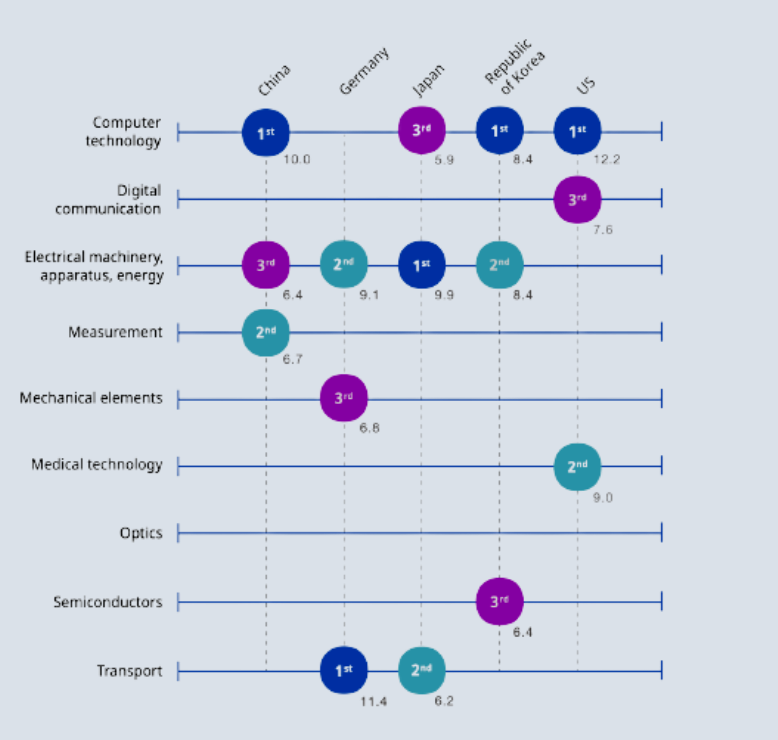 China
Germany
Japan
Republic
of Korea
US
Computer
technology
1st
3rd
1st
1st
10.0
5.9
8.4
12.2
Digital
communication
3rd
7.6
Electrical machinery,
apparatus, energy
3rd
2nd
1st
2nd
6.4
9.1
9.9
8.4
Measurement
2nd
6.7
Mechanical elements
3rd
6.8
Medical technology
2nd
9.0
Optics
Semiconductors
3rd
6.4
Transport
1st
2nd
11.4
6.2